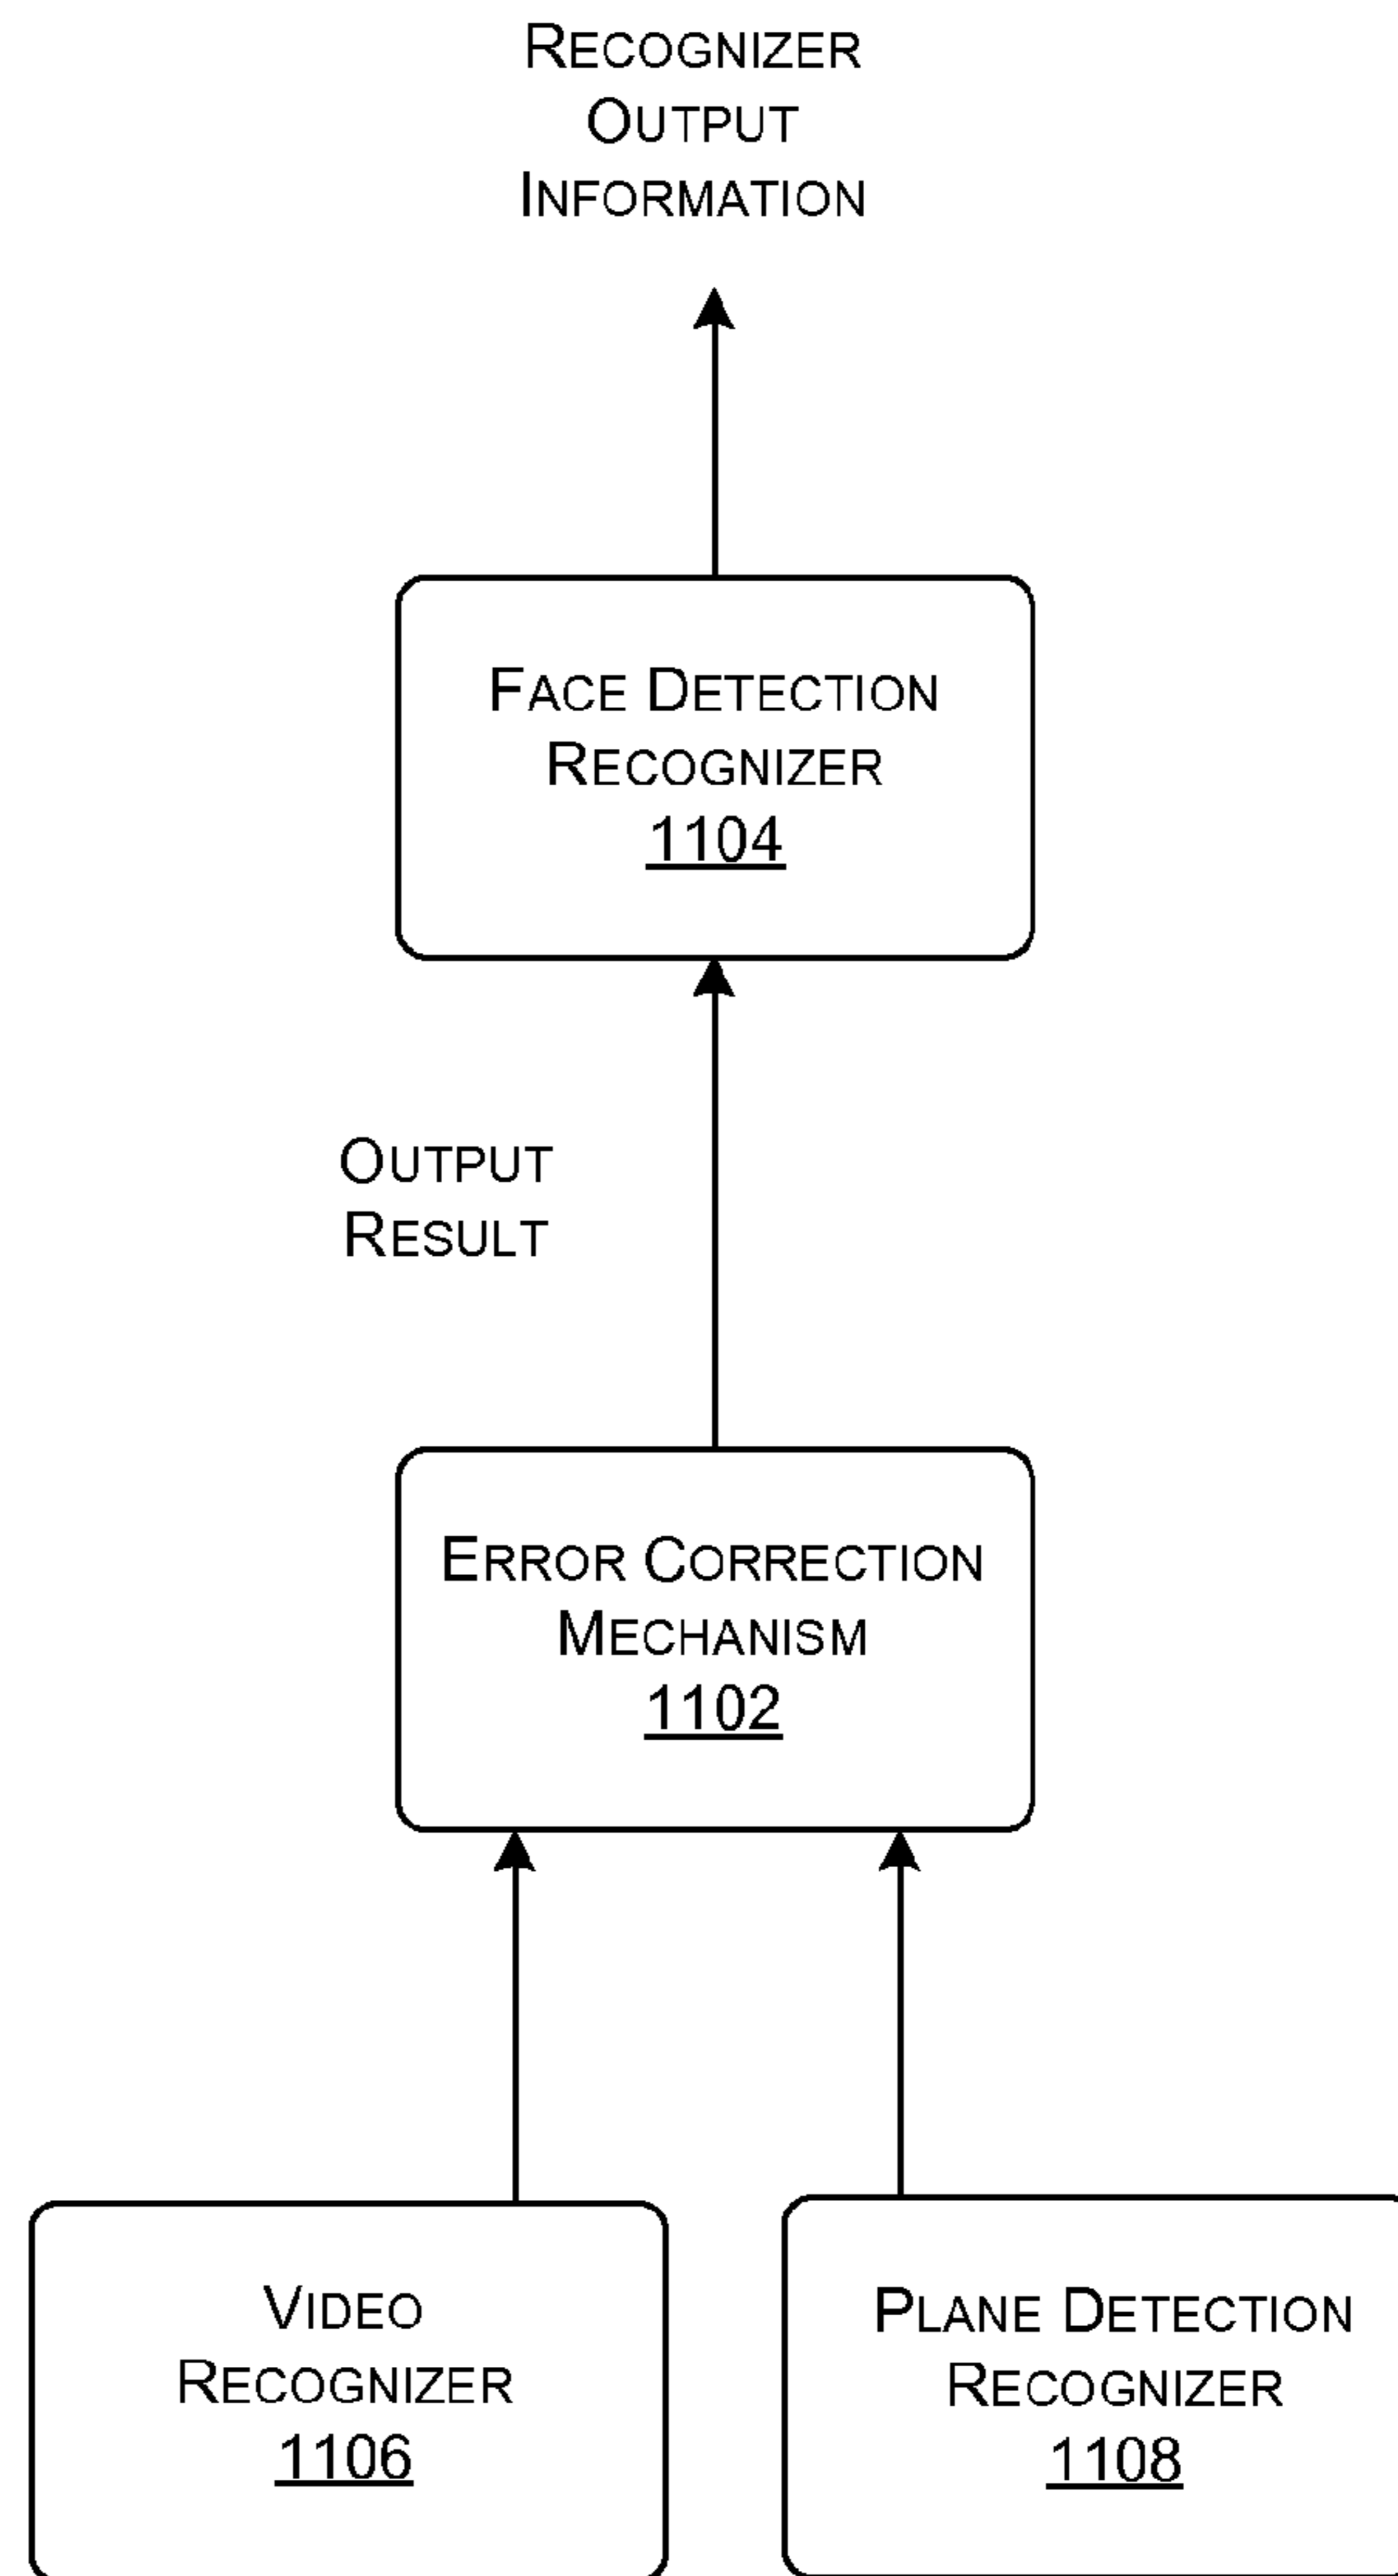 RECOGNIZER
OUTPUT
INFORMATION
FACE DETECTION
RECOGNIZER
1104
OUTPUT
RESULT
ERROR CORRECTION
MECHANISM
1102
VIDEO
RECOGNIZER
1106
PLANE DETECTION
RECOGNIZER
1108